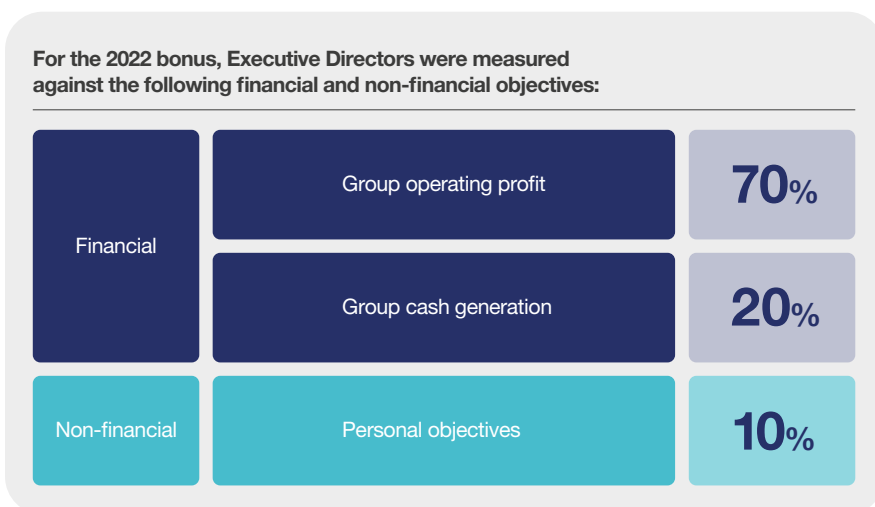 For the 2022 bonus, Executive Directors were measured
against the following financial and non-financial objectives:
Financial
Group operating profit
70%
Group cash generation
20%
Non-financial
Personal objectives
10%